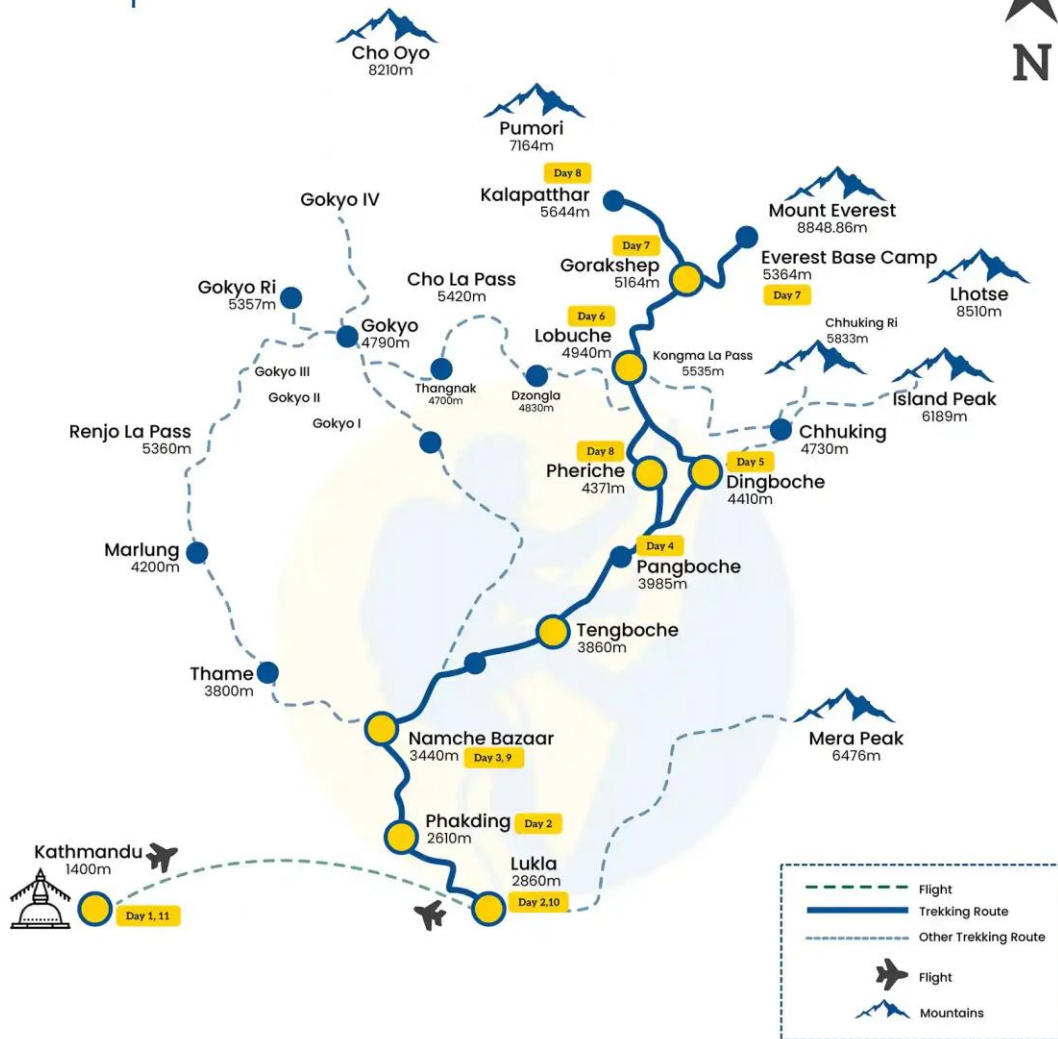 N
Cho Oyo
8210m
Pumori
7164m
Day 8
Kalapatthar
5644m
Gokyo IV
Mount Everest
8848.86m
Day 7
Gorakshep
5164m
Everest Base Camp
5364m
Day 7
Cho La Pass
5420m
Gokyo Ri
5357m
Lhotse
8510m
Day 6
Lobuche
4940m
Gokyo
4790m
Chhuking Ri
5833m
Kongma La Pass
5535m
Gokyo III
Thangnak
4700m
Dzongla
4830m
Gokyo II
Island Peak
6189m
Gokyo I
Renjo La Pass
5360m
Chhuking
4730m
Day 8
Pheriche
4371m
Day 5
Dingboche
4410m
Marlung
4200m
Day 4
Pangboche
3985m
Tengboche
3860m
Thame
3800m
Namche Bazaar
3440m Day 3, 9
Mera Peak
6476m
Phakding Day 2
2610m
Kathmandu
1400m
Day 1, 11
Lukla
2860m
Day 2,10
Flight
Trekking Route
Other Trekking Route
Flight
Mountains